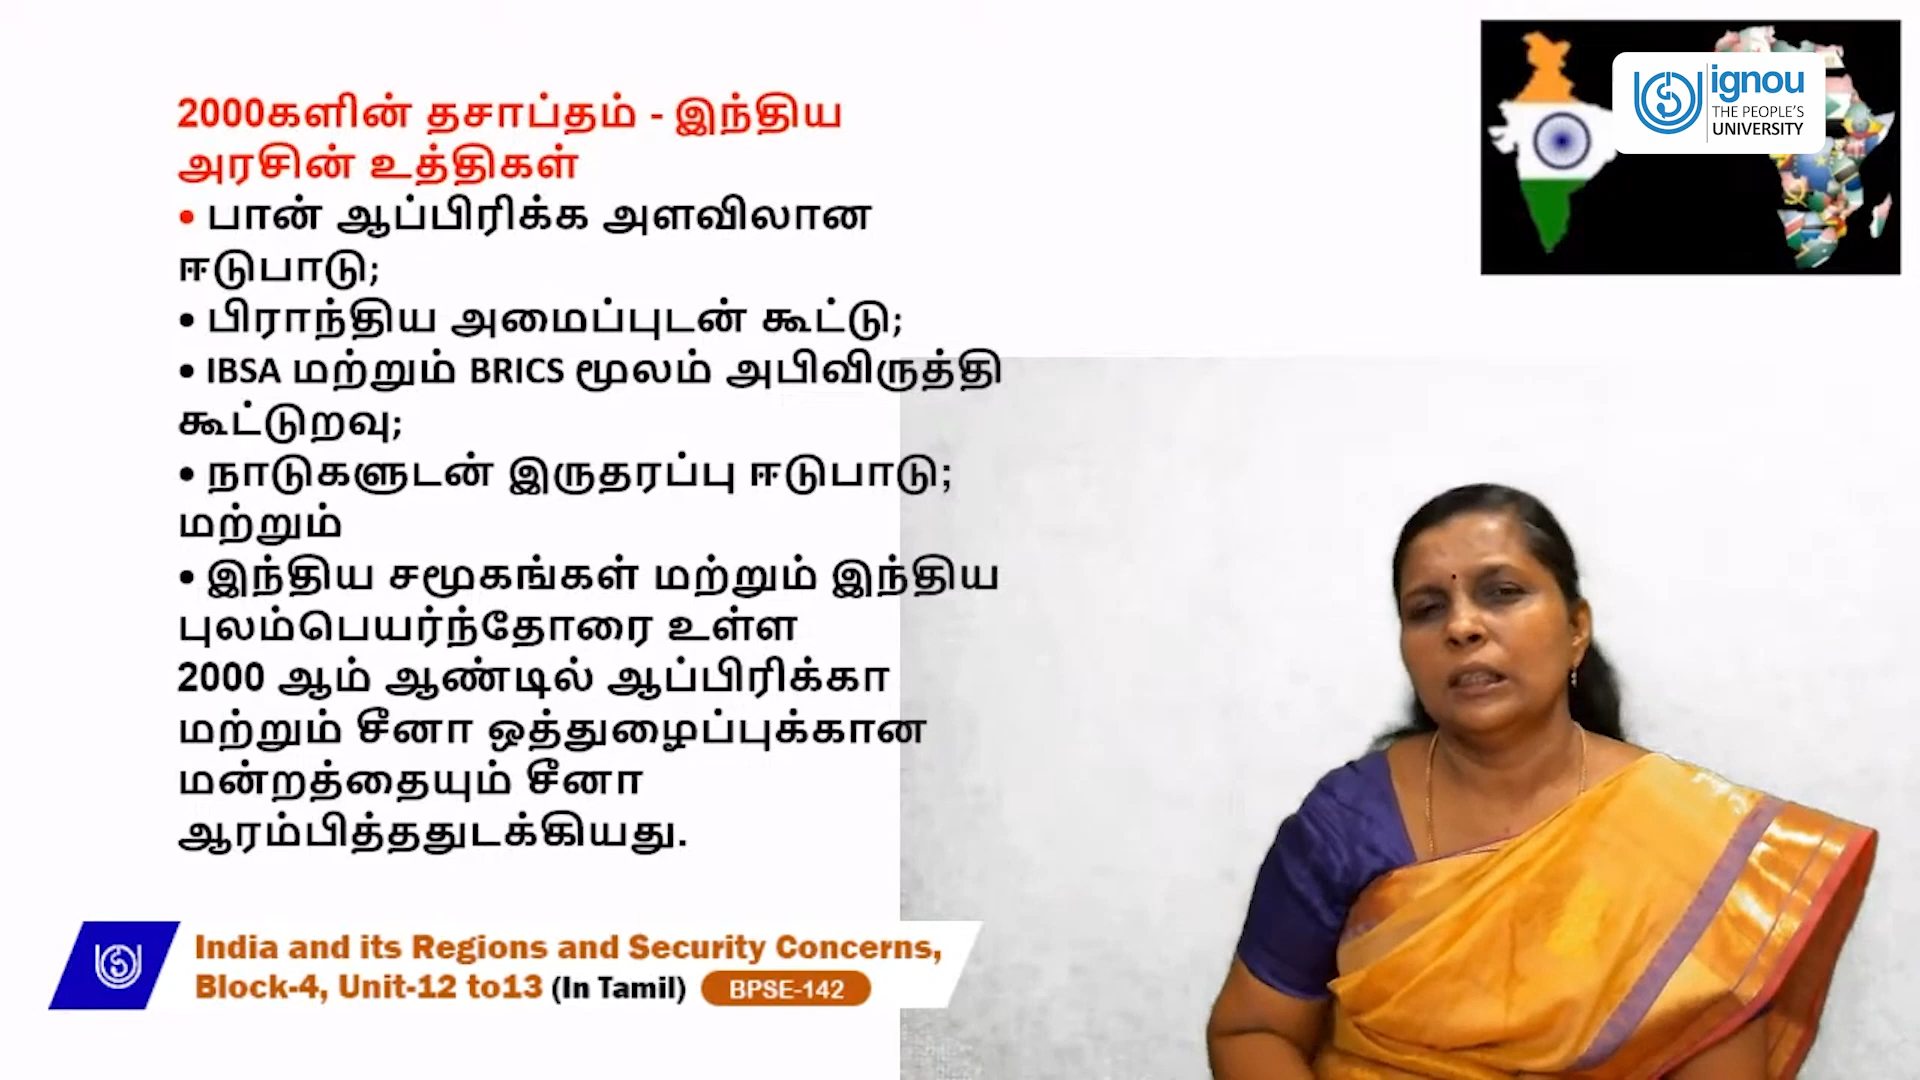 2000களின் தசாப்தம் - இந்திய
அரசின் உத்திகள்
• பான் ஆப்பிரிக்க அளவிலான
ஈடுபாடு;
• பிராந்திய அமைப்புடன் கூட்டு;
• IBSA மற்றும் BRICS மூலம் அபிவிருத்தி
கூட்டுறவு;
• நாடுகளுடன் இருதரப்பு ஈடுபாடு;
மற்றும்
• இந்திய சமூகங்கள் மற்றும் இந்திய
புலம்பெயர்ந்தோரை உள்ள
2000 ஆம் ஆண்டில் ஆப்பிரிக்கா
மற்றும் சீனா ஒத்துழைப்புக்கான
மன்றத்தையும் சீனா
ஆரம்பித்ததுடக்கியது.
ignou
THE PEOPLE'S
UNIVERSITY
India and its Regions and Security Concerns,
Block-4, Unit-12 to13 (In Tamil) BPSE-142